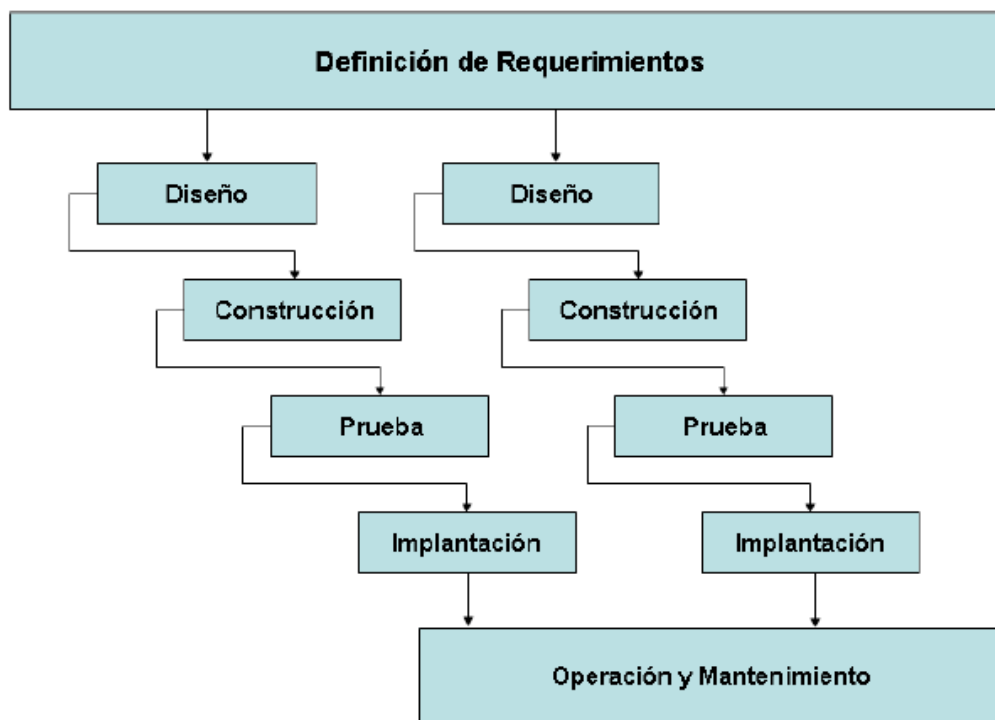 Definición de Requerimientos
Diseño
Diseño
Construcción
Construcción
Prueba
Prueba
Implantación
Implantación
Operación y Mantenimiento